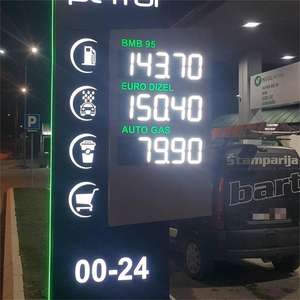 BMB 95
143.70
EURO DIZEL
150.40
AUTO GAS
79.90
P
štamparija
bart
00-24